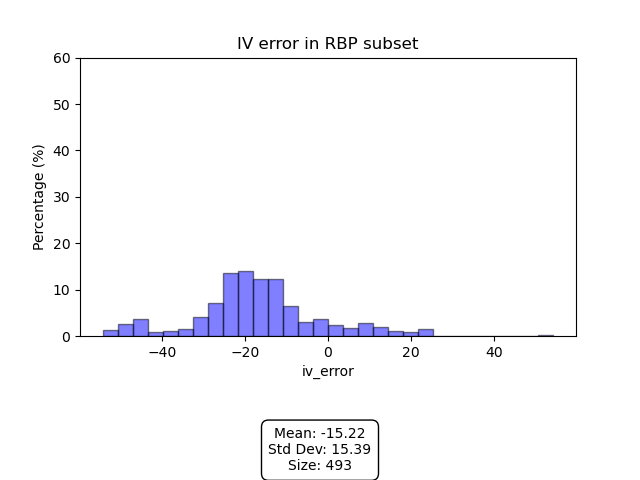 IV error in RBP subset
60
50
40
30
20
10
0
Percentage (%)
−40
−20
0
20
40
iv_error
Mean: -15.22
Std Dev: 15.39
Size: 493